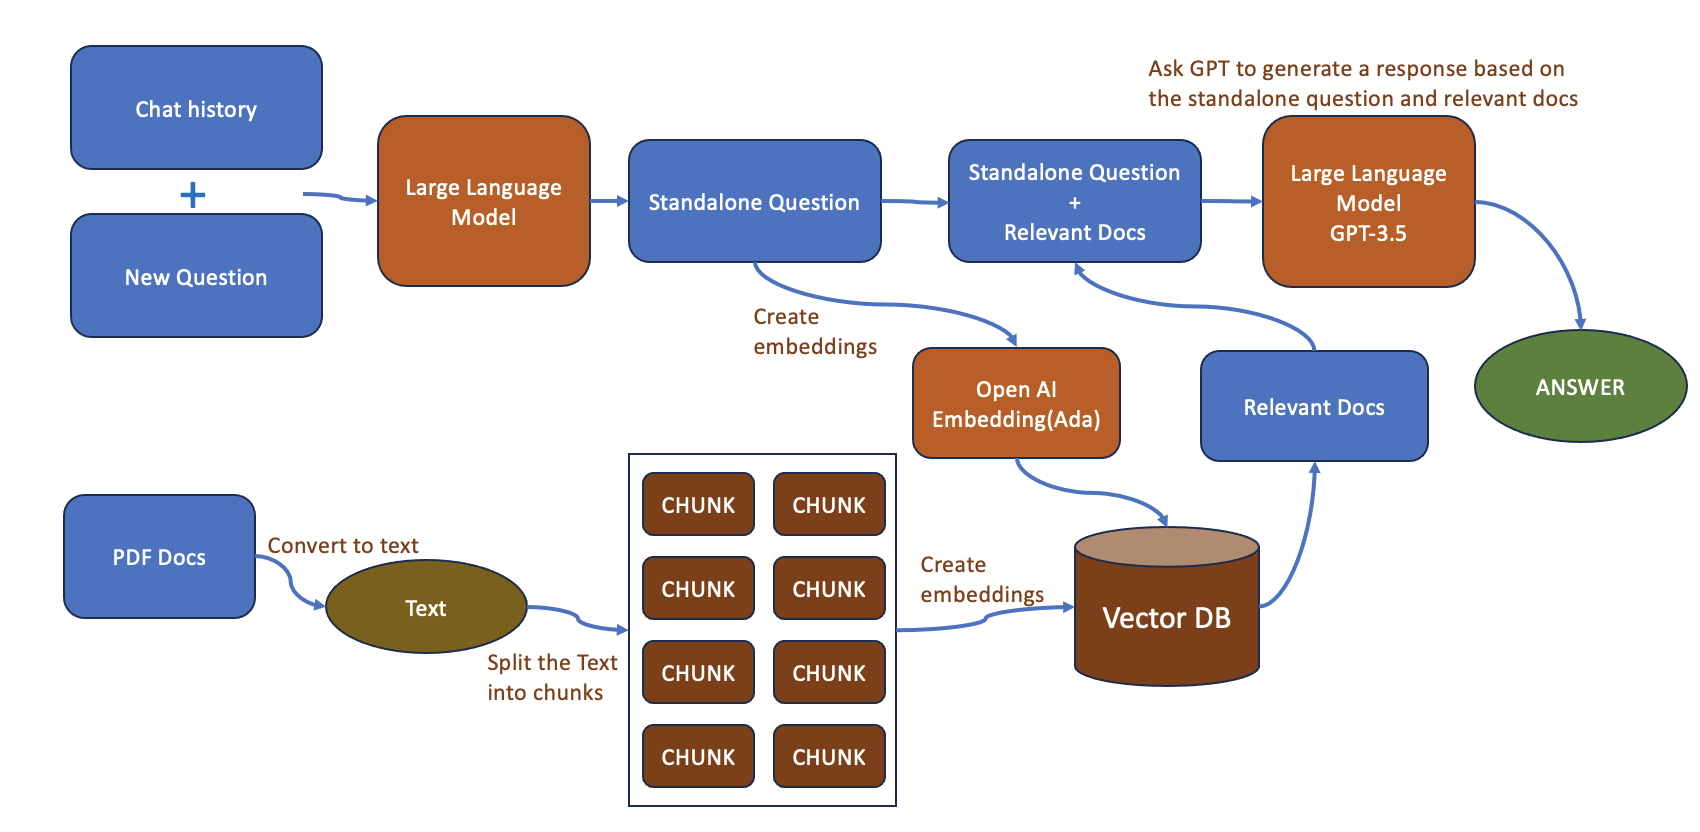 Chat history
+
New Question
Large Language
Model
Standalone Question
Standalone Question
+
Relevant Docs
Ask GPT to generate a response based on
the standalone question and relevant docs
Large Language
Model
GPT-3.5
ANSWER
Create
embeddings
Open AI
Embedding(Ada)
Relevant Docs
PDF Docs
Convert to text
Text
Split the Text
into chunks
CHUNK CHUNK
CHUNK CHUNK
CHUNK CHUNK
CHUNK CHUNK
Create
embeddings
Vector DB